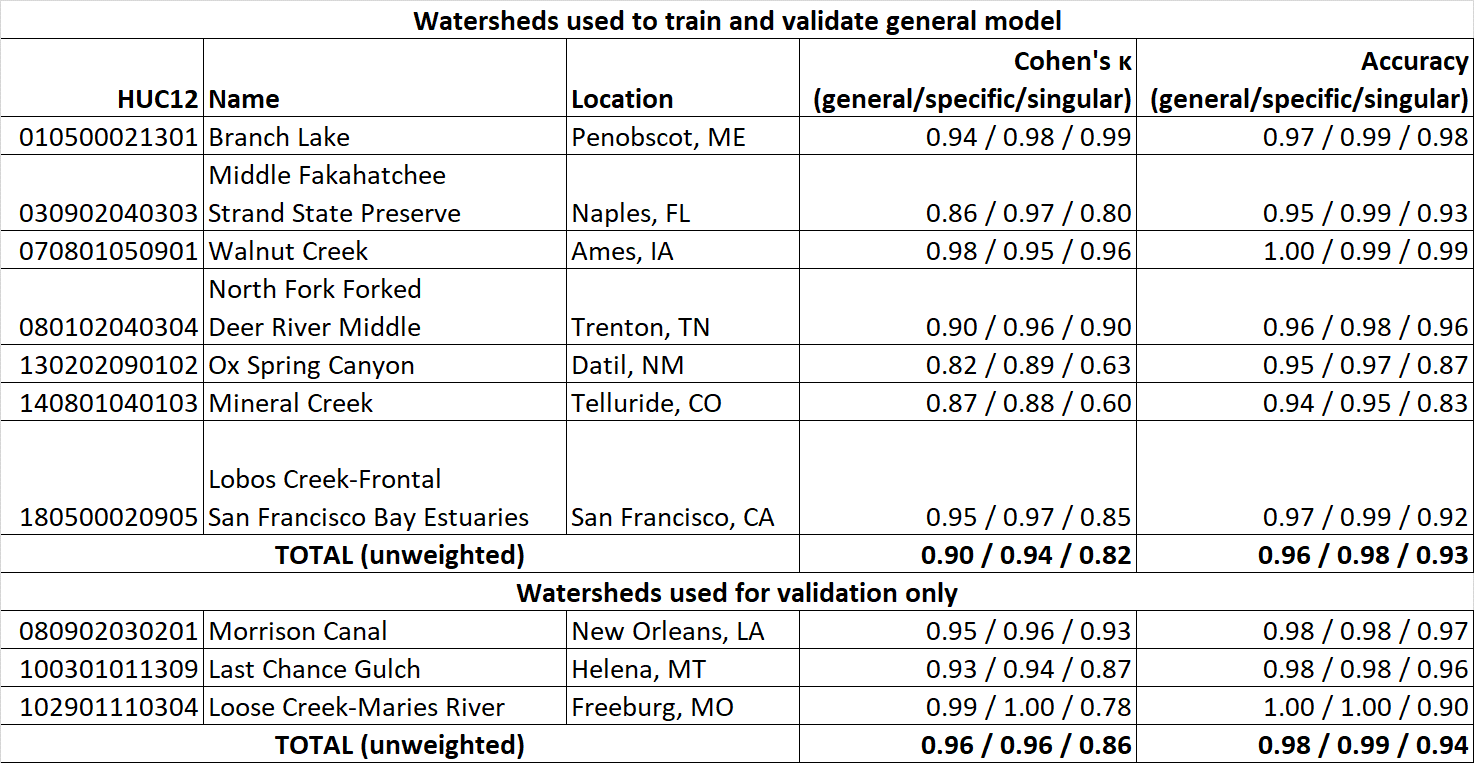 Watersheds used to train and validate general model
Cohen's κ Accuracy
HUC12 Name Location (general/specific/singular) (general/specific/singular)
010500021301 Branch Lake Penobscot, ME 0.94 / 0.98 / 0.99 0.97 / 0.99 / 0.98
Middle Fakahatchee
030902040303 Strand State Preserve Naples, FL 0.86 / 0.97 / 0.80 0.95 / 0.99 / 0.93
070801050901 Walnut Creek Ames, IA 0.98 / 0.95 / 0.96 1.00 / 0.99 / 0.99
North Fork Forked
080102040304 Deer River Middle Trenton, TN 0.90 / 0.96 / 0.90 0.96 / 0.98 / 0.96
130202090102 Ox Spring Canyon Datil, NM 0.82 / 0.89 / 0.63 0.95 / 0.97 / 0.87
140801040103 Mineral Creek Telluride, CO 0.87 / 0.88 / 0.60 0.94 / 0.95 / 0.83
Lobos Creek-Frontal
180500020905 San Francisco Bay Estuaries San Francisco, CA 0.95 / 0.97 / 0.85 0.97 / 0.99 / 0.92
TOTAL (unweighted) 0.90 / 0.94 / 0.82 0.96 / 0.98 / 0.93
Watersheds used for validation only
080902030201 Morrison Canal New Orleans, LA 0.95 / 0.96 / 0.93 0.98 / 0.98 / 0.97
100301011309 Last Chance Gulch Helena, MT 0.93 / 0.94 / 0.87 0.98 / 0.98 / 0.96
102901110304 Loose Creek-Maries River Freeburg, MO 0.99 / 1.00 / 0.78 1.00 / 1.00 / 0.90
TOTAL (unweighted) 0.96 / 0.96 / 0.86 0.98 / 0.99 / 0.94